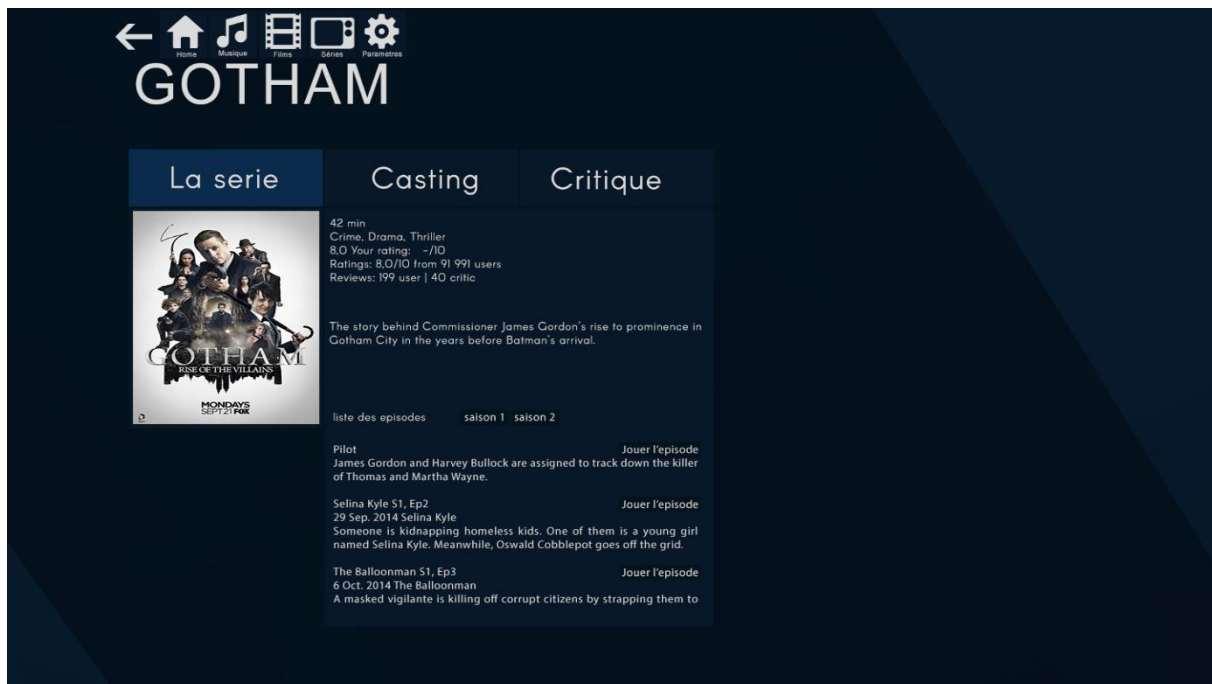 Home Musique Films Séries Parametres
GOTHAM
La serie Casting Critique
42 min
Crime, Drama, Thriller
8,0 Your rating: -/10
Ratings: 8,0/10 from 91 991 users
Reviews: 199 user | 40 critic
The story behind Commissioner James Gordon's rise to prominence in
Gotham City in the years before Batman's arrival.
GOTHAM
RISE OF THE VILLAINS
MONDAYS
SEPT 21 FOX
liste des episodes saison 1 saison 2
Pilot Jouer l'episode
James Gordon and Harvey Bullock are assigned to track down the killer
of Thomas and Martha Wayne.
Selina Kyle S1, Ep2 Jouer l'episode
29 Sep. 2014 Selina Kyle
Someone is kidnapping homeless kids. One of them is a young girl
named Selina Kyle. Meanwhile, Oswald Cobblepot goes off the grid.
The Balloonman S1, Ep3 Jouer l'episode
6 Oct. 2014 The Balloonman
A masked vigilante is killing off corrupt citizens by strapping them to